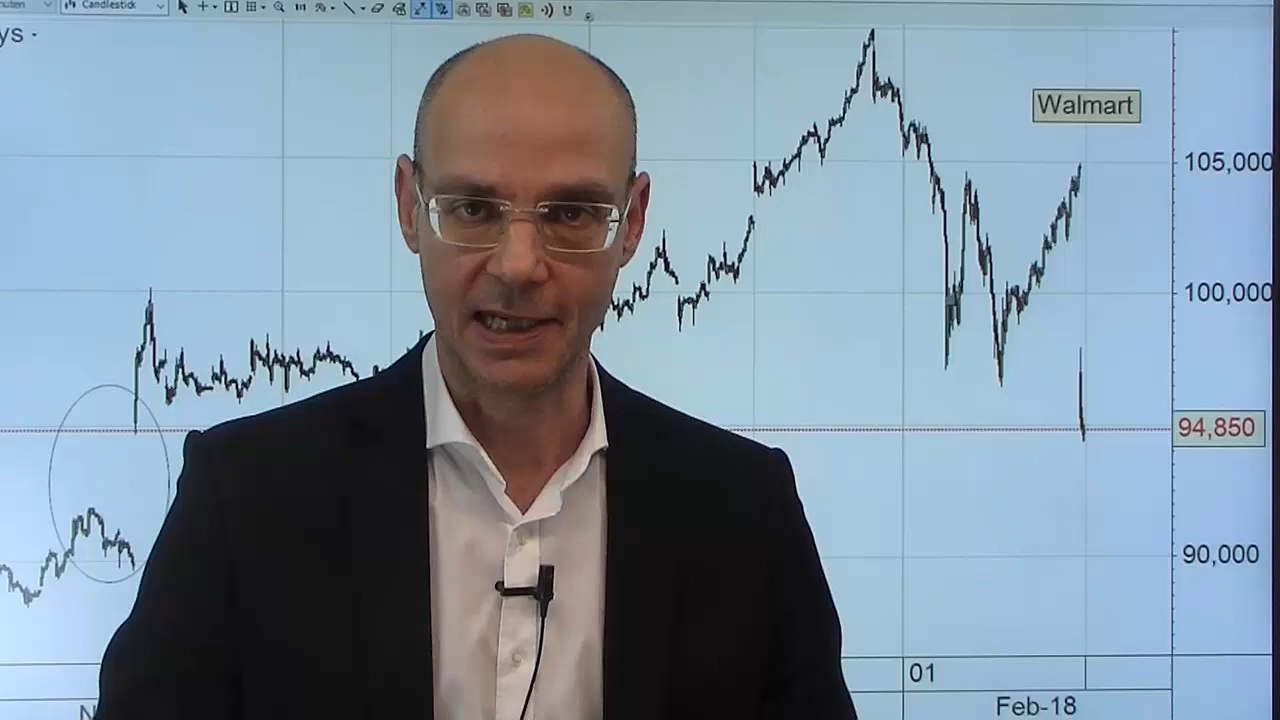 Candlestick
ys -
Walmart
105,000
100,000
94,850
90,000
01
Feb-18